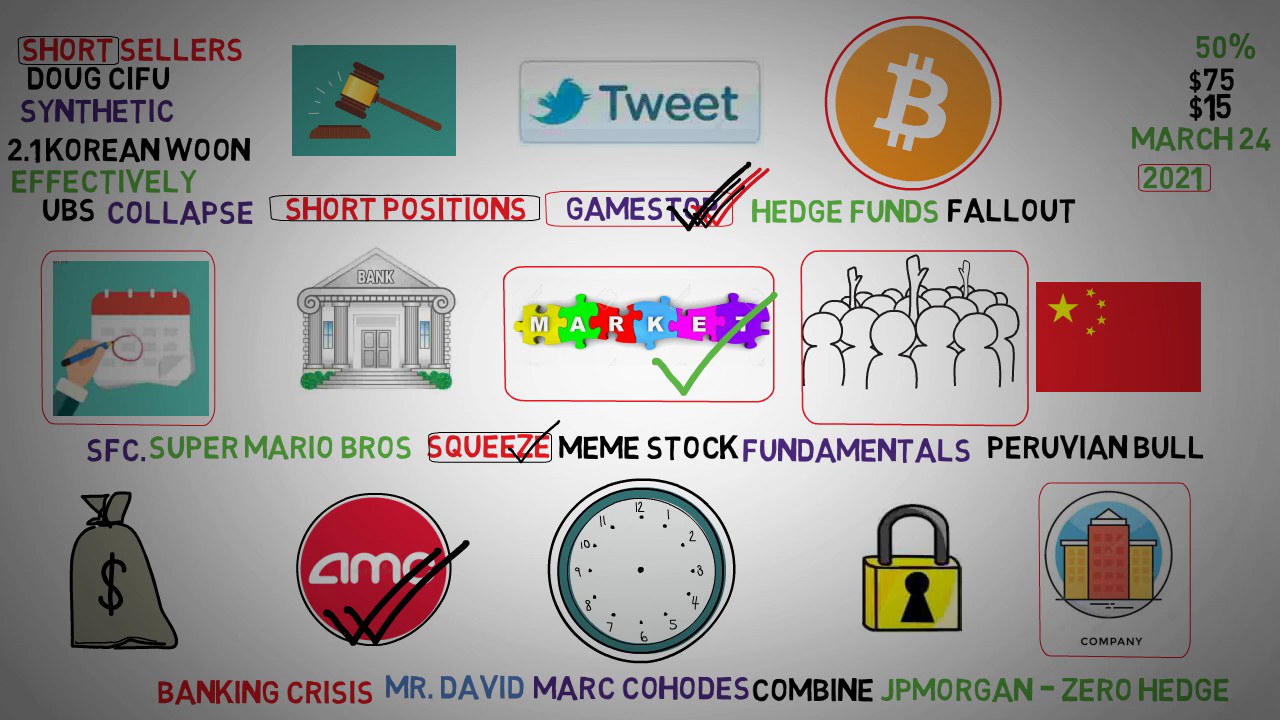 SHORT SELLERS
DOUG CIFU
SYNTHETIC
2.1 KOREAN WOON
EFFECTIVELY
UBS COLLAPSE
SHORT POSITIONS
GAMESTOP
HEDGE FUNDS FALLOUT
Tweet
50%
$75
$15
MARCH 24
2021
BANK
MARKET
SFC. SUPER MARIO BROS SQUEEZE MEME STOCK FUNDAMENTALS PERUVIAN BULL
$
amc
12
1
2
3
4
5
6
7
8
9
10
11
COMPANY
BANKING CRISIS MR. DAVID MARC COHODES COMBINE JPMORGAN - ZERO HEDGE